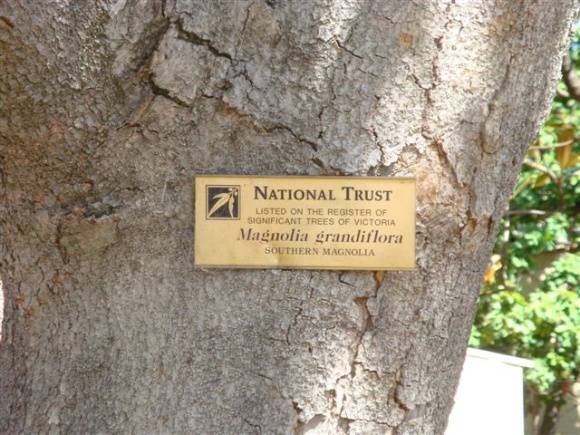 NATIONAL TRUST
LISTED ON THE REGISTER OF
SIGNIFICANT TREES OF VICTORIA
Magnolia grandiflora
SOUTHERN MAGNOLIA